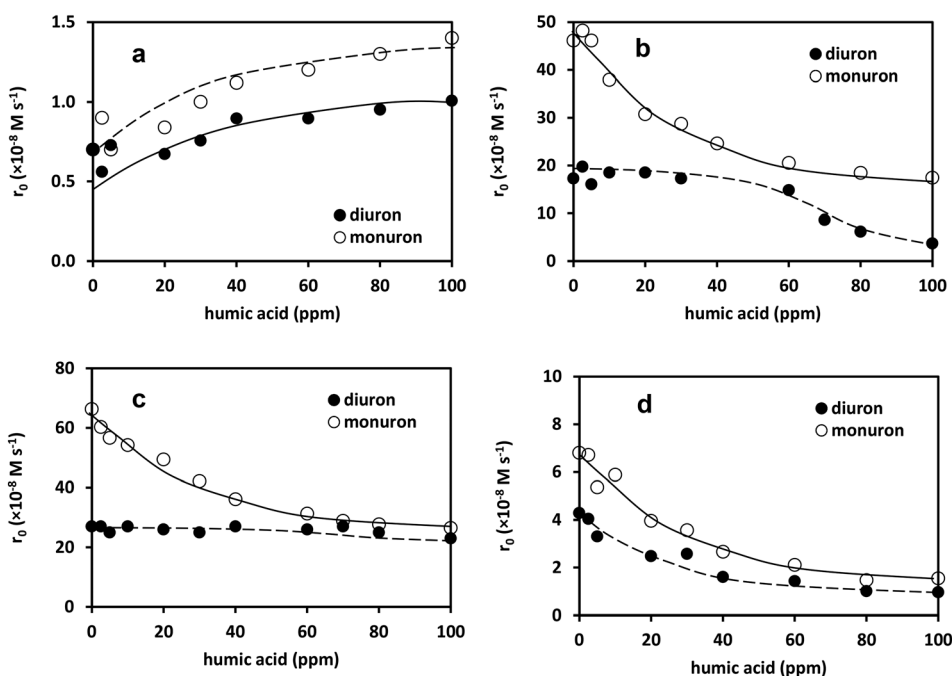 a
1.5
1.0
0.5
0.0
r₀ (×10⁻⁸ M s⁻¹)
diuron
monuron
0 20 40 60 80 100
humic acid (ppm)
b
50
40
30
20
10
0
r₀ (×10⁻⁸ M s⁻¹)
diuron
monuron
0 20 40 60 80 100
humic acid (ppm)
c
80
60
40
20
0
r₀ (×10⁻⁸ M s⁻¹)
diuron
monuron
0 20 40 60 80 100
humic acid (ppm)
d
10
8
6
4
2
0
r₀ (×10⁻⁸ M s⁻¹)
diuron
monuron
0 20 40 60 80 100
humic acid (ppm)